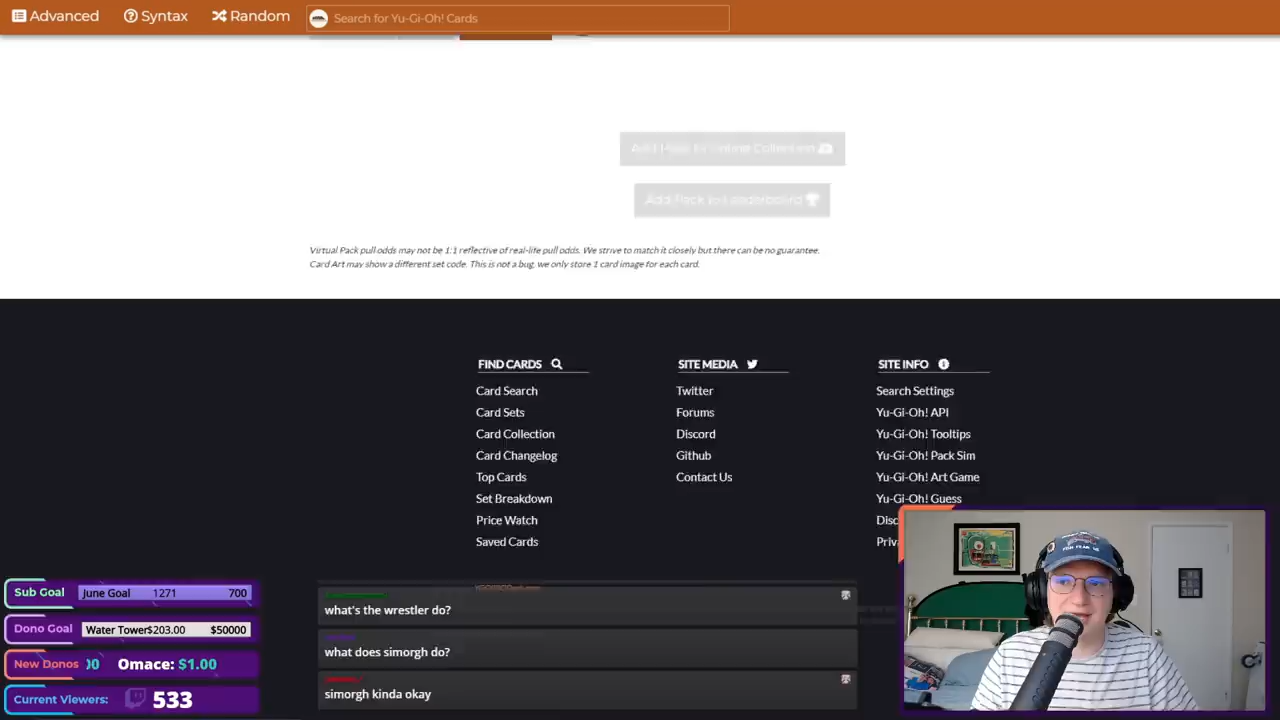 Advanced
Syntax
Random
Search for Yu-Gi-Oh! Cards
Add Pack to Leaderboard
Virtual Pack pull odds may not be 1:1 reflective of real-life pull odds. We strive to match it closely but there can be no guarantee.
Card Art may show a different set code. This is not a bug, we only store 1 card image for each card.
FIND CARDS
Card Search
Card Sets
Card Collection
Card Changelog
Top Cards
Set Breakdown
Price Watch
Saved Cards
SITE MEDIA
Twitter
Forums
Discord
Github
Contact Us
SITE INFO
Search Settings
Yu-Gi-Oh! API
Yu-Gi-Oh! Tooltips
Yu-Gi-Oh! Pack Sim
Yu-Gi-Oh! Art Game
Yu-Gi-Oh! Guess
Disc
Priv
Sub Goal June Goal 1271 700
Dono Goal Water Tower$203.00 $50000
New Donos 00 Omace: $1.00
Current Viewers: 533
what's the wrestler do?
what does simorgh do?
simorgh kinda okay